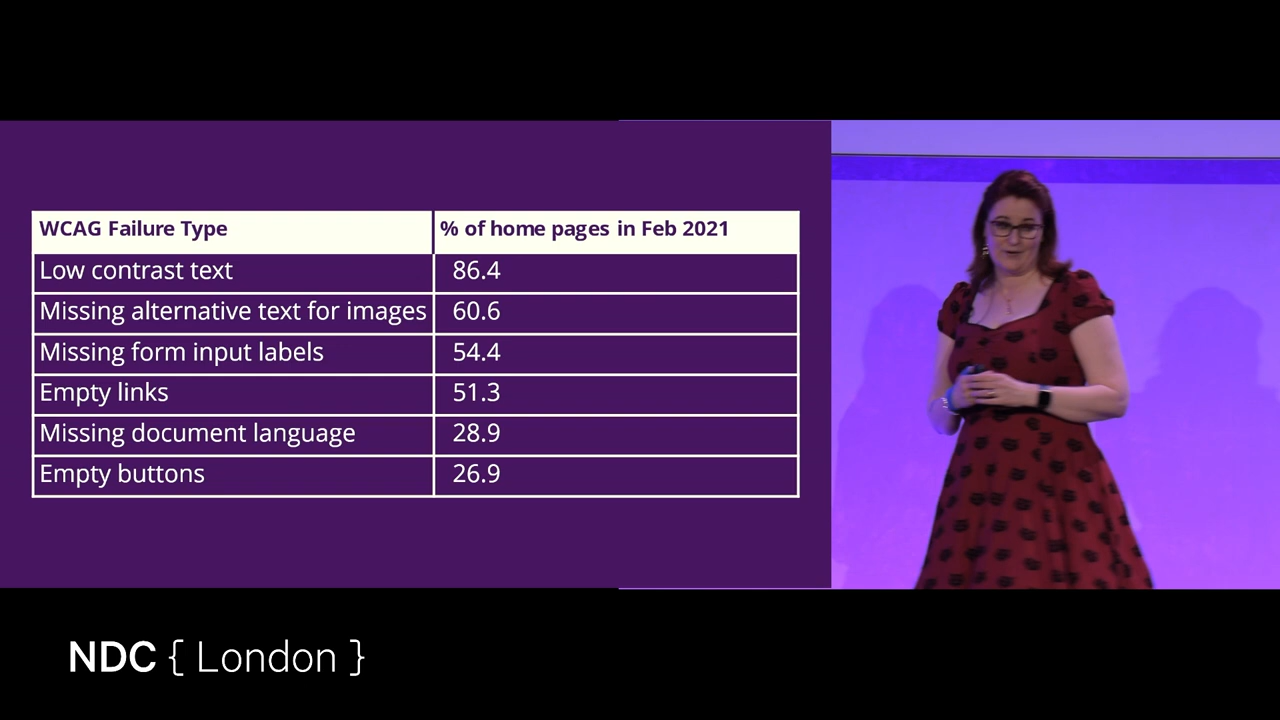 WCAG Failure Type % of home pages in Feb 2021
Low contrast text 86.4
Missing alternative text for images 60.6
Missing form input labels 54.4
Empty links 51.3
Missing document language 28.9
Empty buttons 26.9
NDC { London }